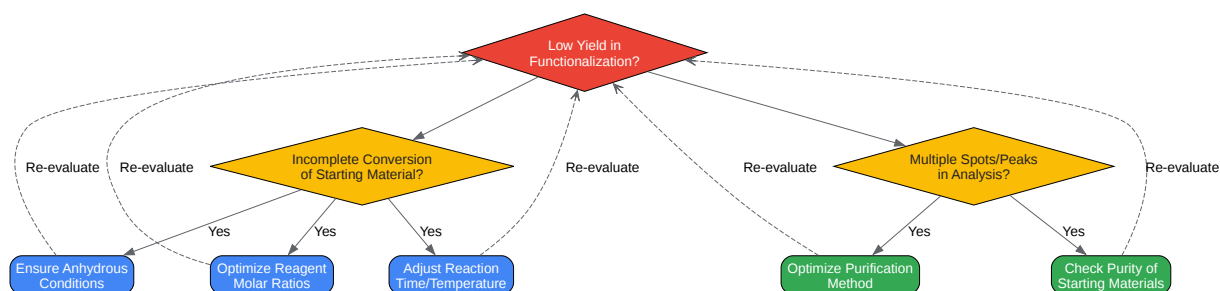 Low Yield in
Functionalization?
Incomplete Conversion
of Starting Material?
Multiple Spots/Peaks
in Analysis?
Re-evaluate
Re-evaluate
Re-evaluate
Re-evaluate
Re-evaluate
Yes
Yes
Yes
Yes
Yes
Ensure Anhydrous
Conditions
Optimize Reagent
Molar Ratios
Adjust Reaction
Time/Temperature
Optimize Purification
Method
Check Purity of
Starting Materials